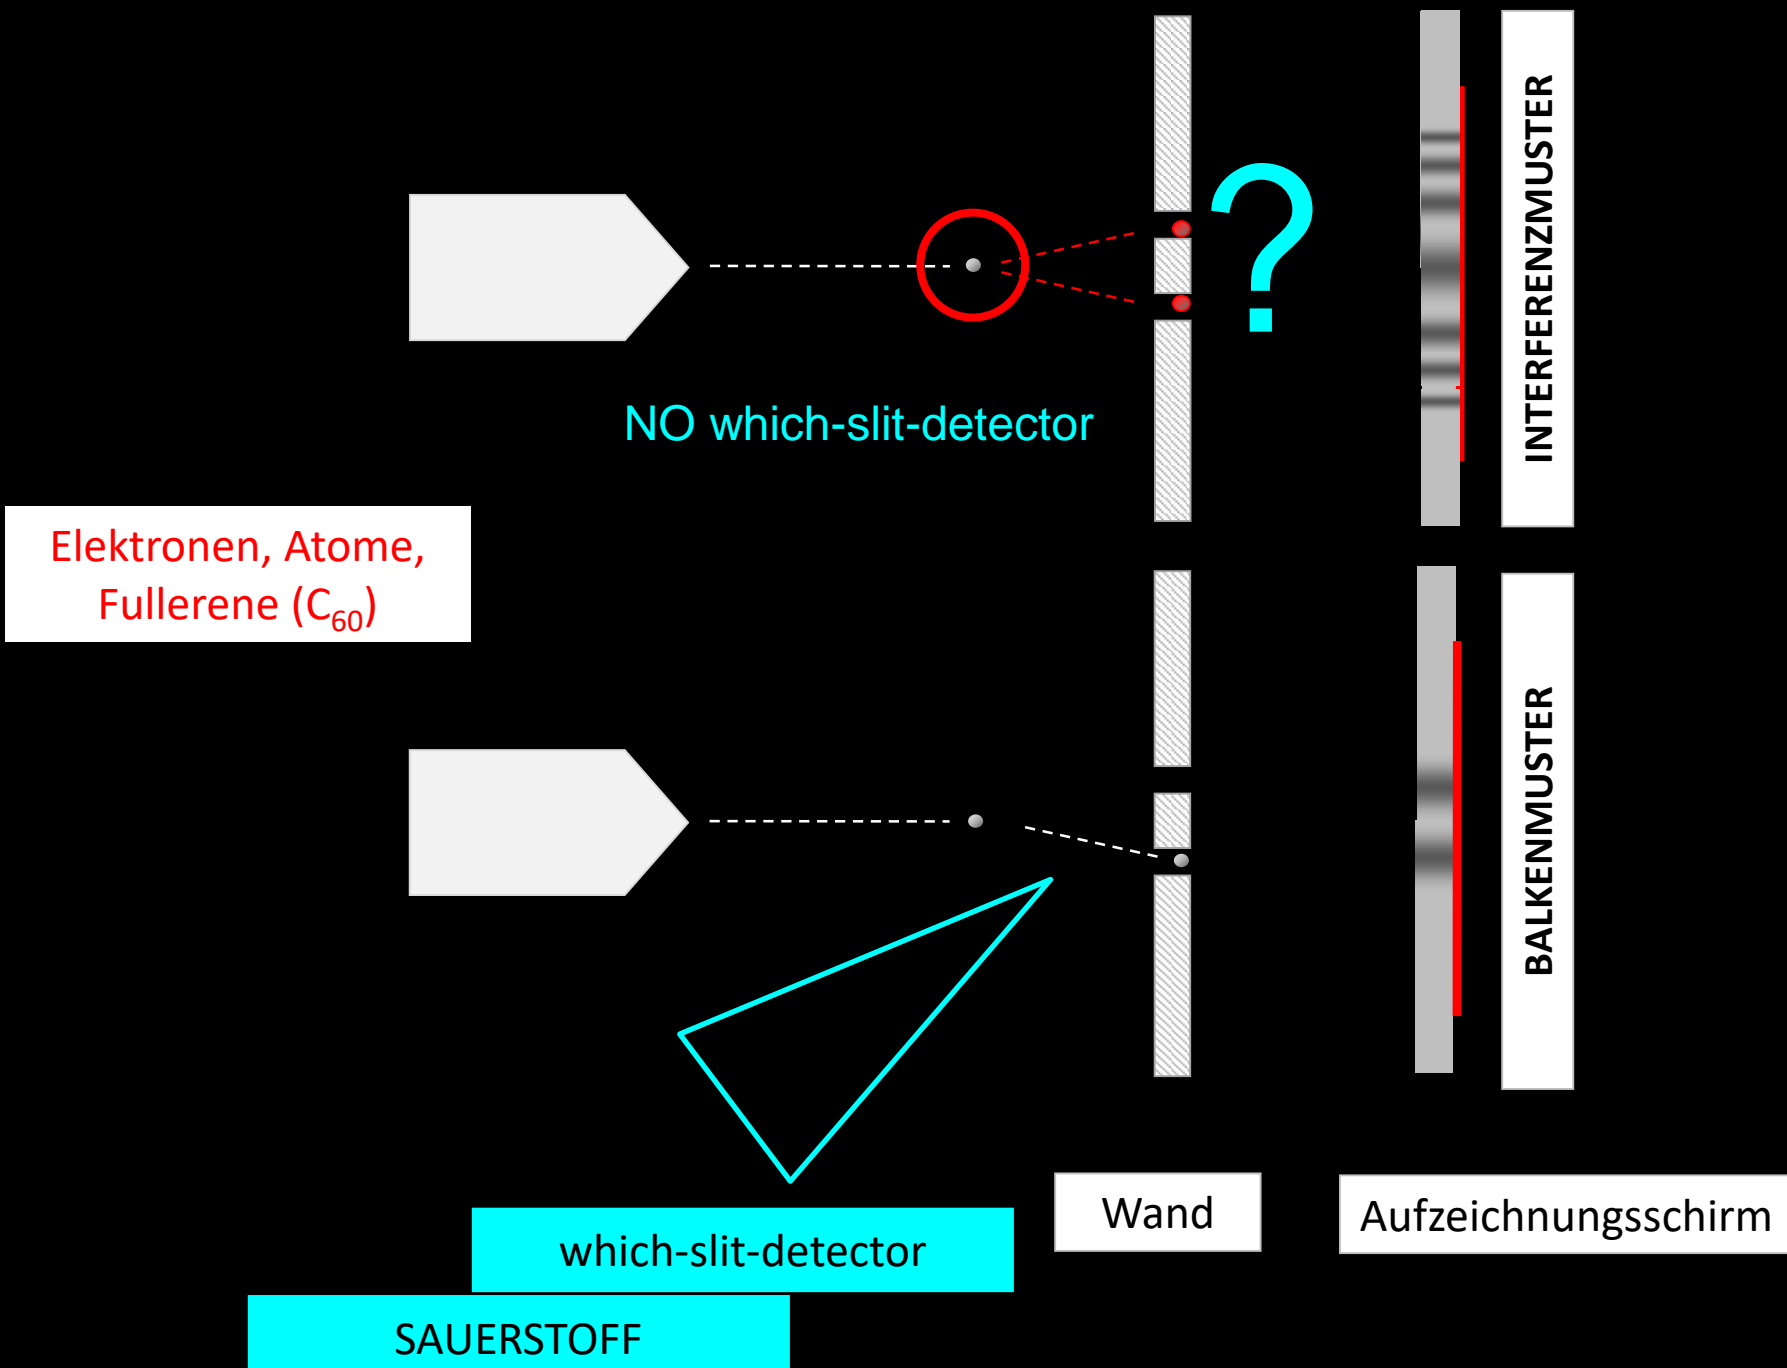 INTERFERENZMUSTER
?
NO which-slit-detector
Elektronen, Atome,
Fullerene (C₆₀)
BALKENMUSTER
Wand
Aufzeichnungsschirm
which-slit-detector
SAUERSTOFF